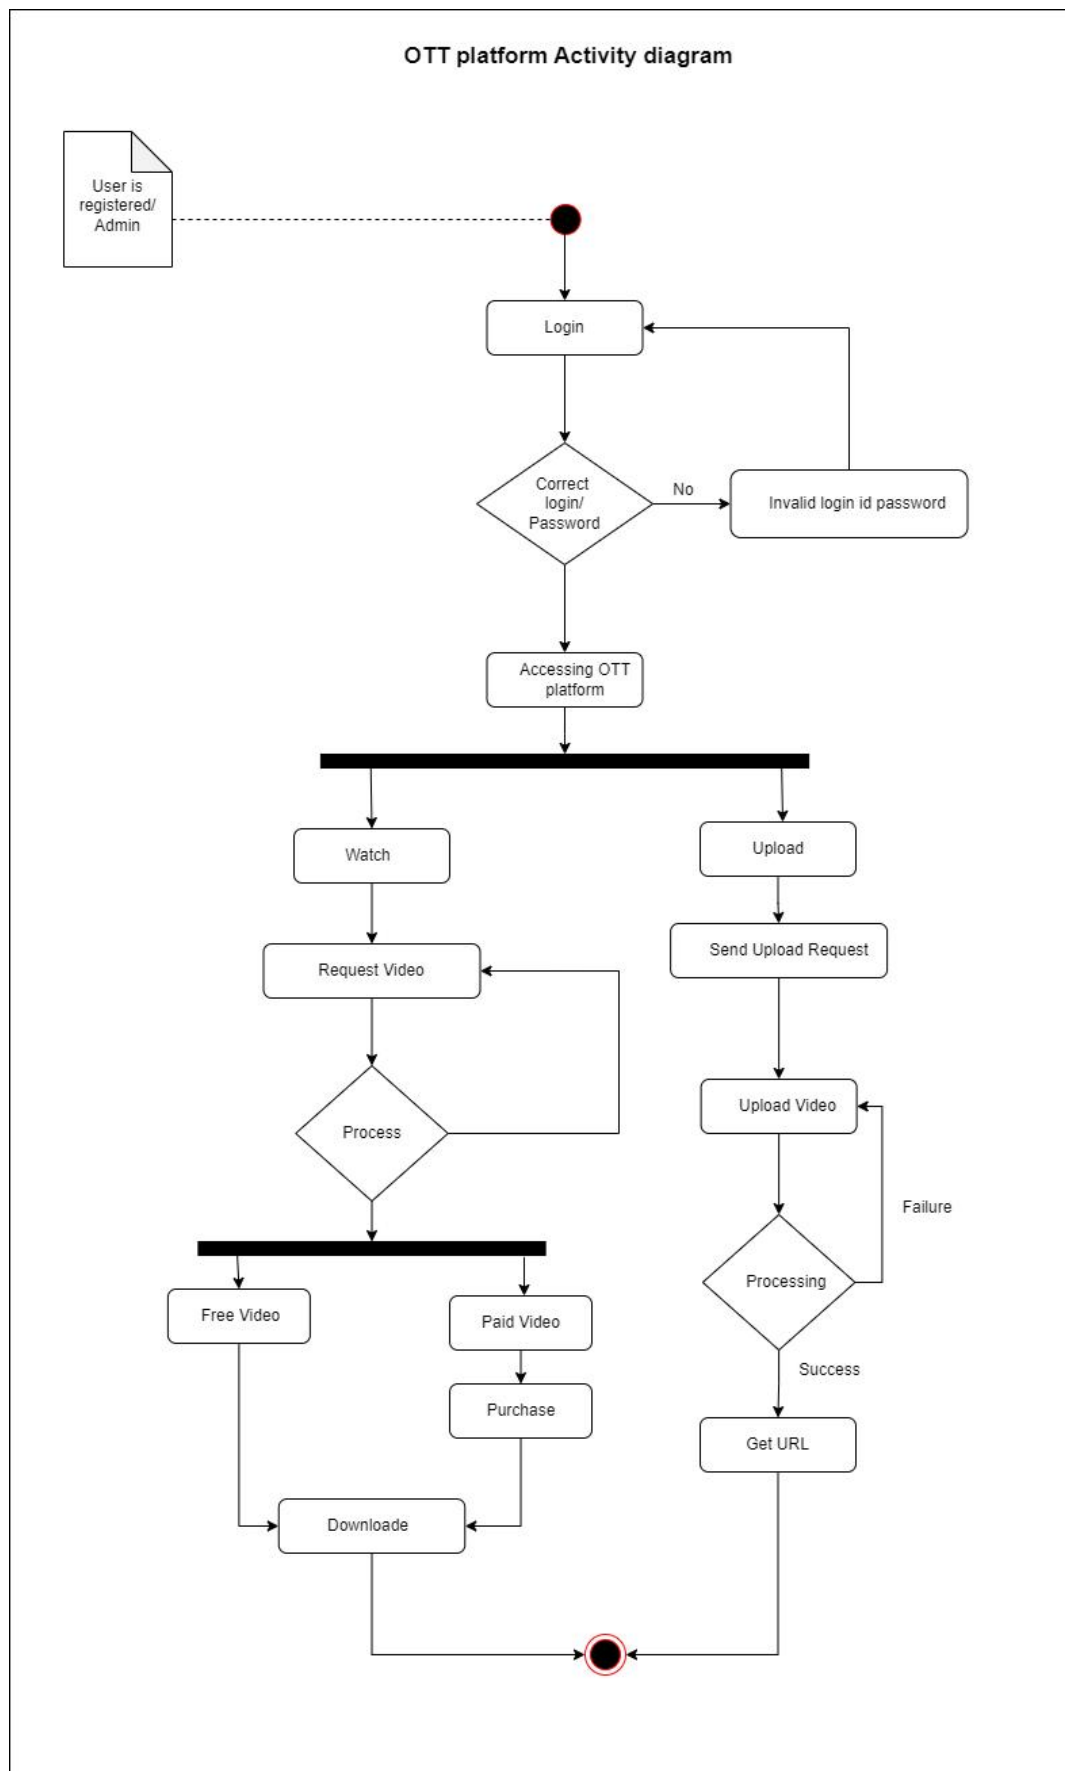 OTT platform Activity diagram
User is
registered/
Admin
Login
Correct
login/
Password
No
Invalid login id password
Accessing OTT
platform
Watch
Upload
Request Video
Send Upload Request
Process
Upload Video
Failure
Processing
Free Video
Paid Video
Success
Purchase
Get URL
Downloade